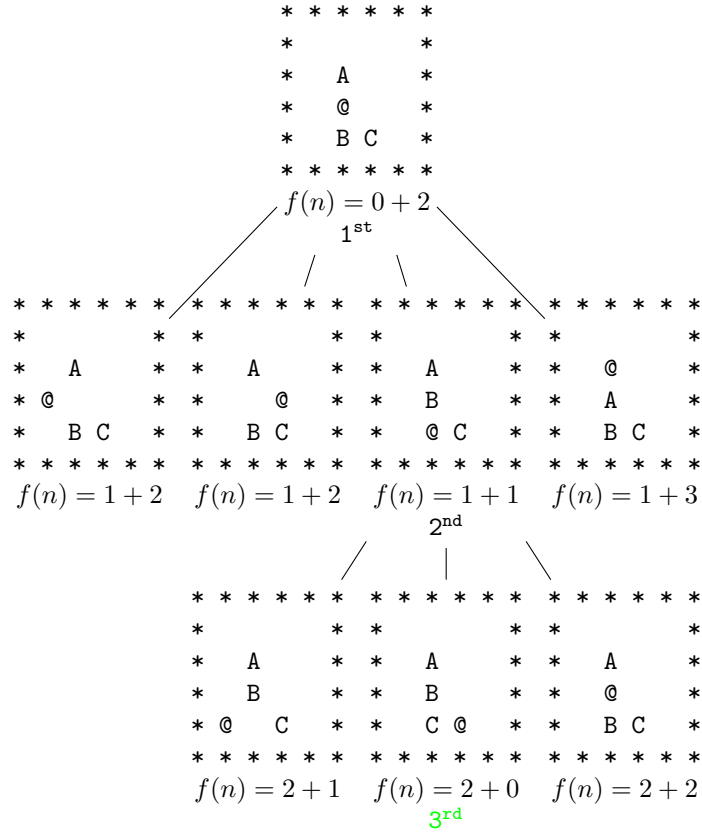 * * * * * *
*         *
*   A     *
*   @     *
*   B C   *
* * * * * *
f(n) = 0 + 2
1st
* * * * * * * * * * * * * * * * * * * * * * * *
*         * *         * *         * *         *
*   A     * *   A     * *   A     * *   @     *
* @       * *     @   * *   B     * *   A     *
*   B C   * *   B C   * *   @ C   * *   B C   *
* * * * * * * * * * * * * * * * * * * * * * * *
f(n) = 1 + 2 f(n) = 1 + 2 f(n) = 1 + 1 f(n) = 1 + 3
2nd
* * * * * * * * * * * * * * * * * *
*         * *         * *         *
*   A     * *   A     * *   A     *
*   B     * *   B     * *   @     *
* @   C   * *   C @   * *   B C   *
* * * * * * * * * * * * * * * * * *
f(n) = 2 + 1 f(n) = 2 + 0 f(n) = 2 + 2
3rd